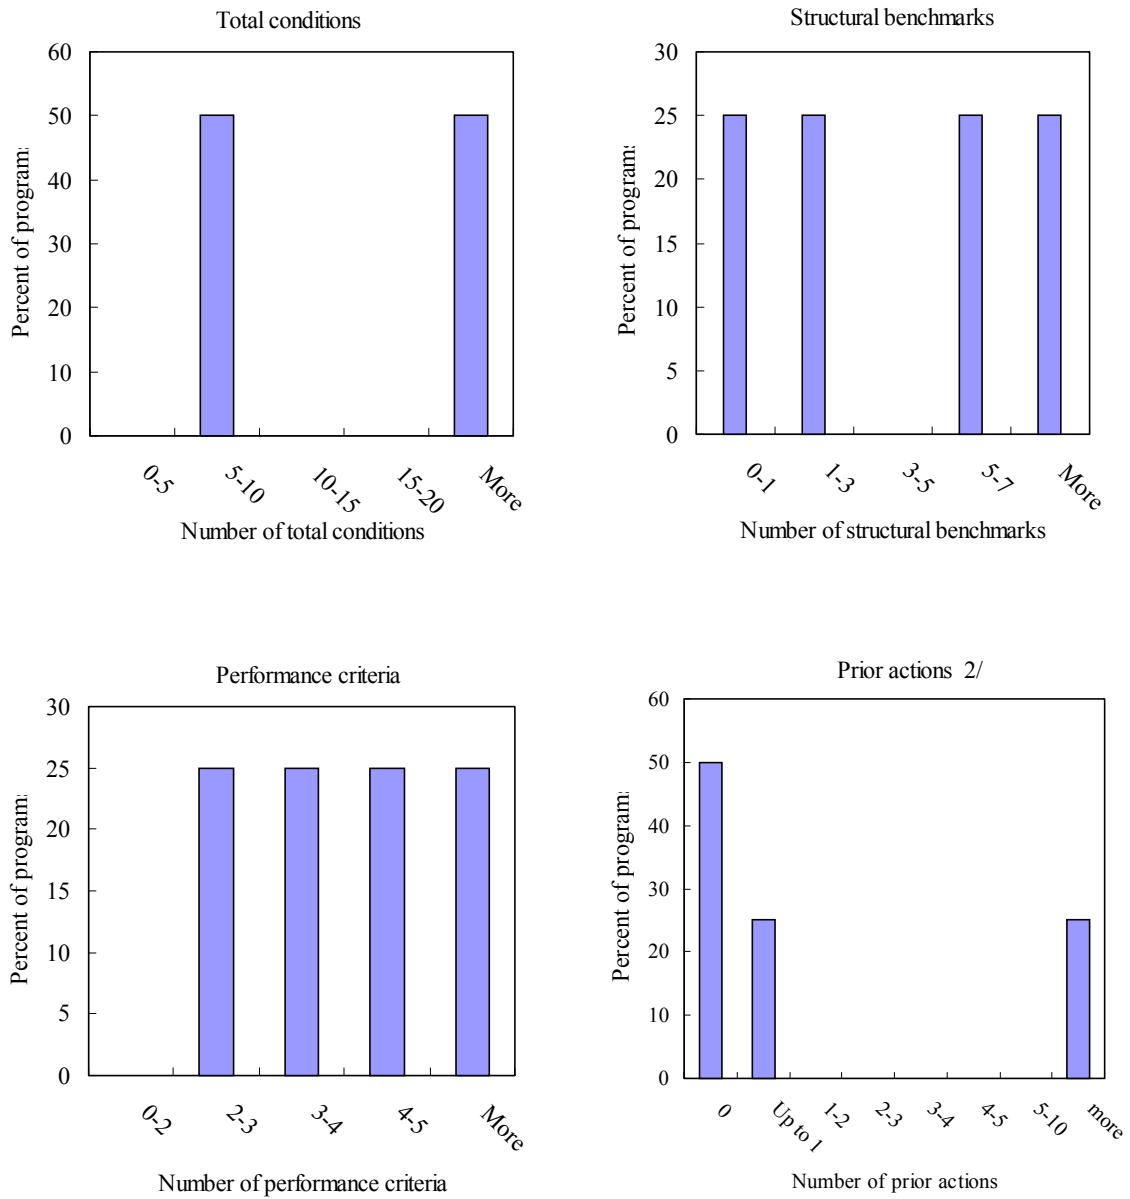 Total conditions
60
50
40
30
20
10
0
Percent of programs
0-5
5-10
10-15
15-20
More
Number of total conditions
Structural benchmarks
30
25
20
15
10
5
0
Percent of programs
0-1
1-3
3-5
5-7
More
Number of structural benchmarks
Performance criteria
30
25
20
15
10
5
0
Percent of programs
0-2
2-3
3-4
4-5
More
Number of performance criteria
Prior actions 2/
60
50
40
30
20
10
0
Percent of programs
0
Up to 1
1-2
2-3
3-4
4-5
5-10
more
Number of prior actions